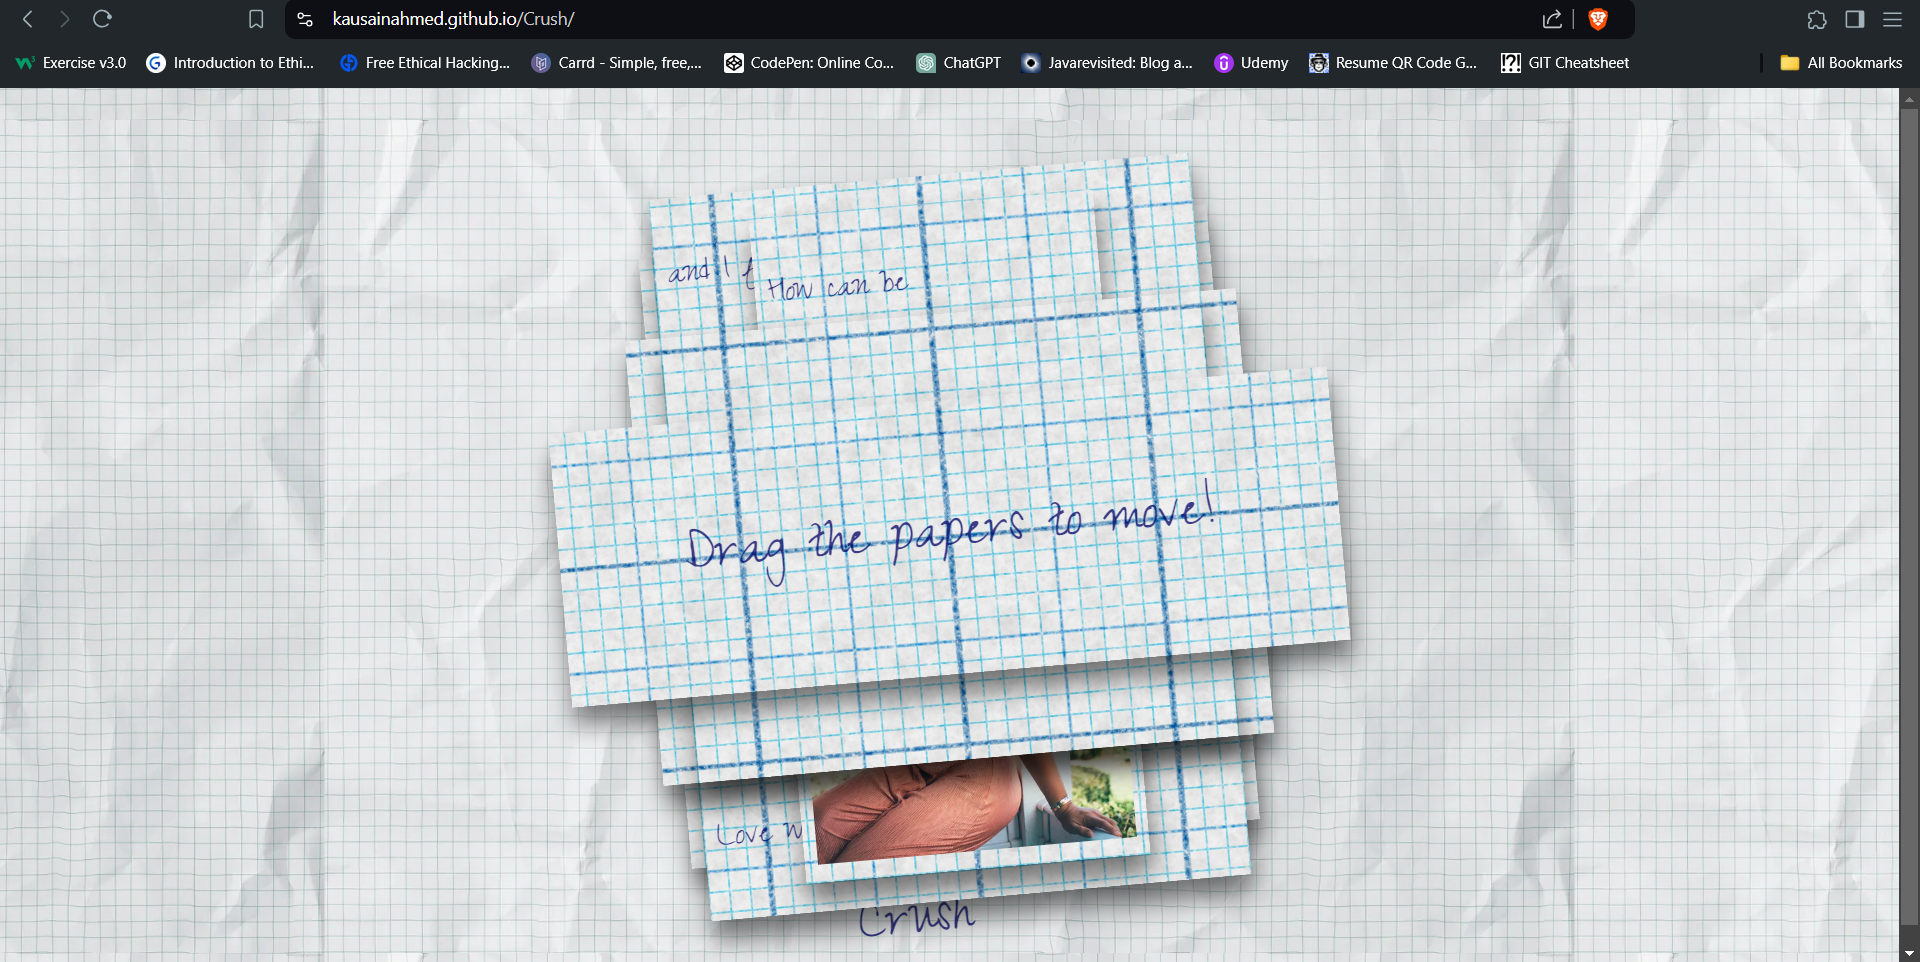 kausainahmed.github.io/Crush/
Exercise v3.0
Introduction to Ethi...
Free Ethical Hacking...
Carrd - Simple, free,...
CodePen: Online Co...
ChatGPT
Javarevisited: Blog a...
Udemy
Resume QR Code G...
GIT Cheatsheet
All Bookmarks
and I
How can be
Drag the papers to move!
Love w
Crush